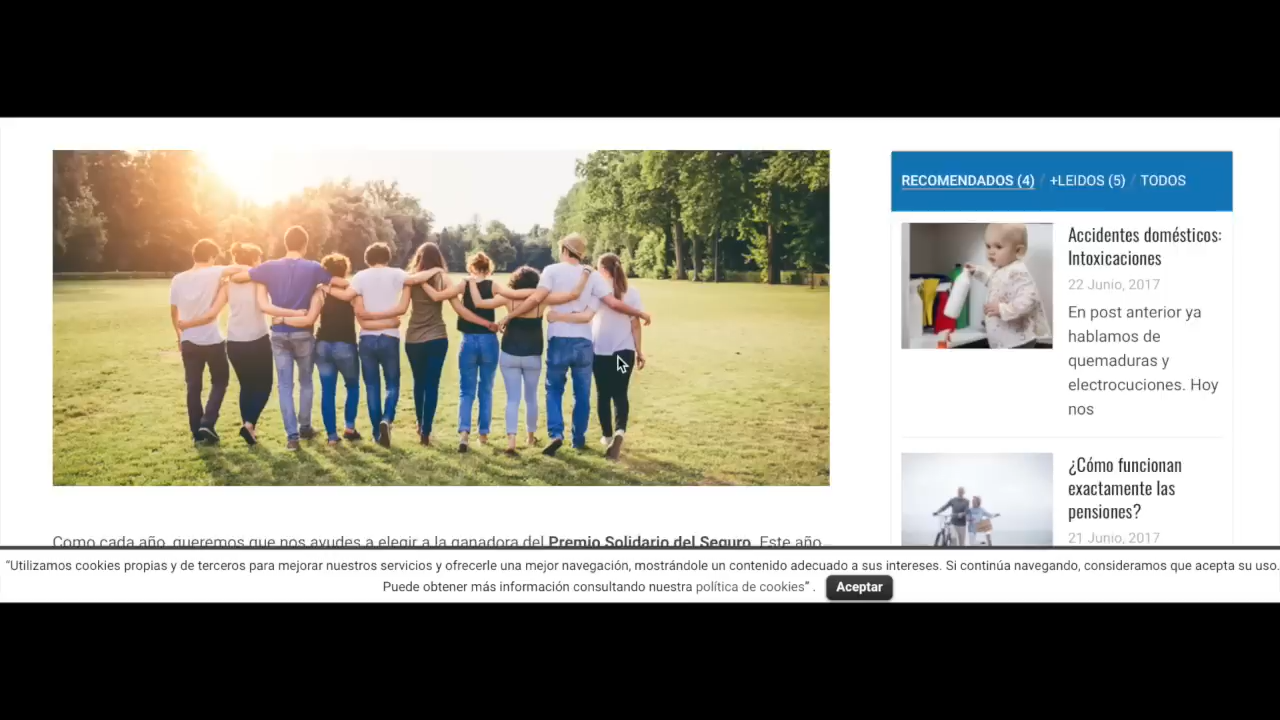 RECOMENDADOS (4) / +LEIDOS (5) / TODOS
Accidentes domésticos:
Intoxicaciones
22 Junio, 2017
En post anterior ya
hablamos de
quemaduras y
electrocuciones. Hoy
nos
¿Cómo funcionan
exactamente las
pensiones?
21 Junio, 2017
Como cada año, queremos que nos ayudes a elegir a la ganadora del Premio Solidario del Seguro. Este año
“Utilizamos cookies propias y de terceros para mejorar nuestros servicios y ofrecerle una mejor navegación, mostrándole un contenido adecuado a sus intereses. Si continúa navegando, consideramos que acepta su uso.
Puede obtener más información consultando nuestra política de cookies” .
Aceptar